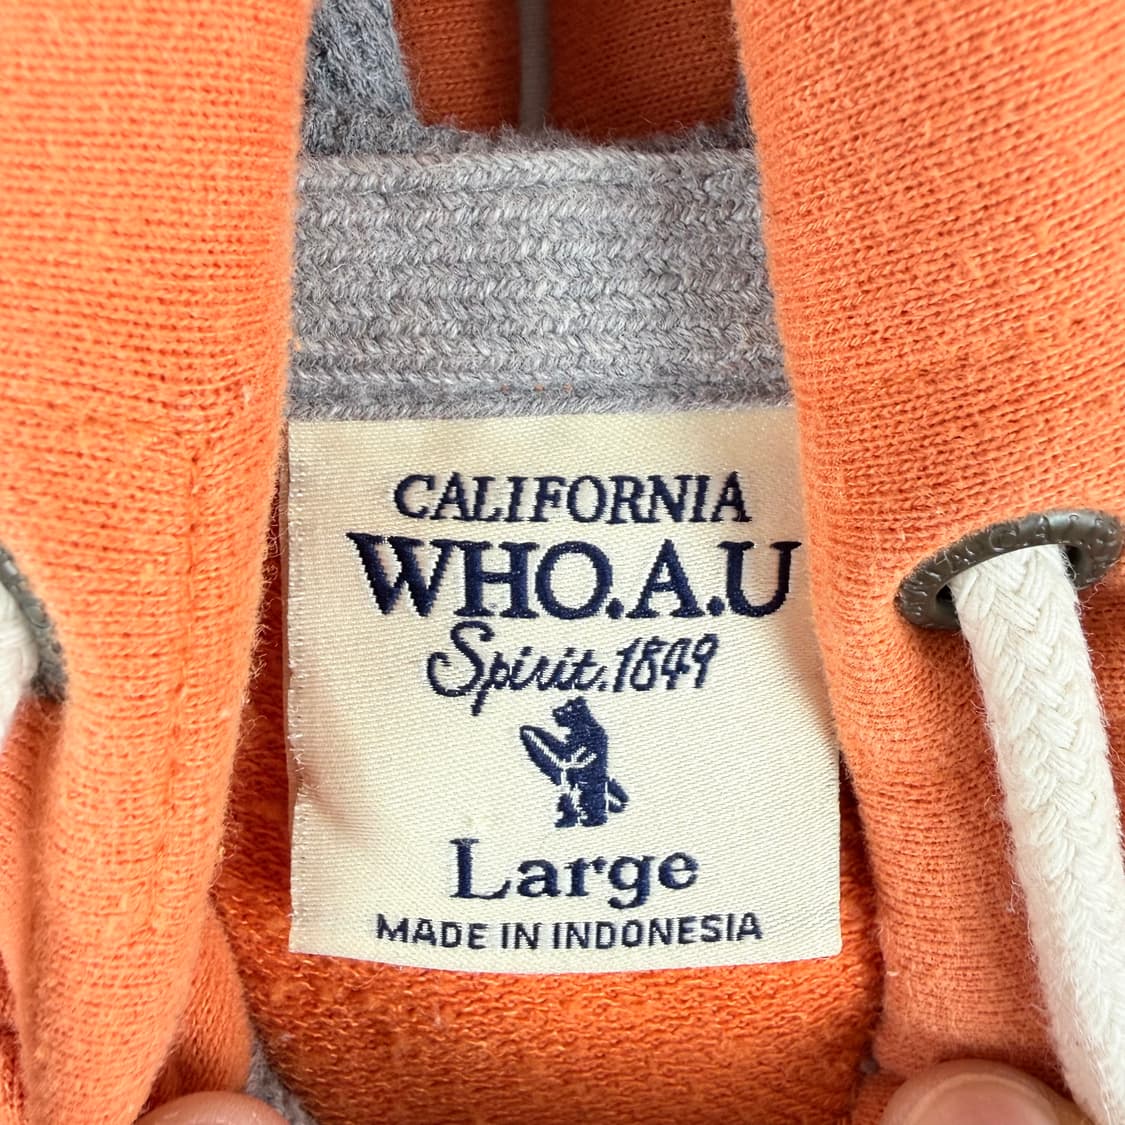 CALIFORNIA
WHO.A.U
Spirit.1849
Large
MADE IN INDONESIA